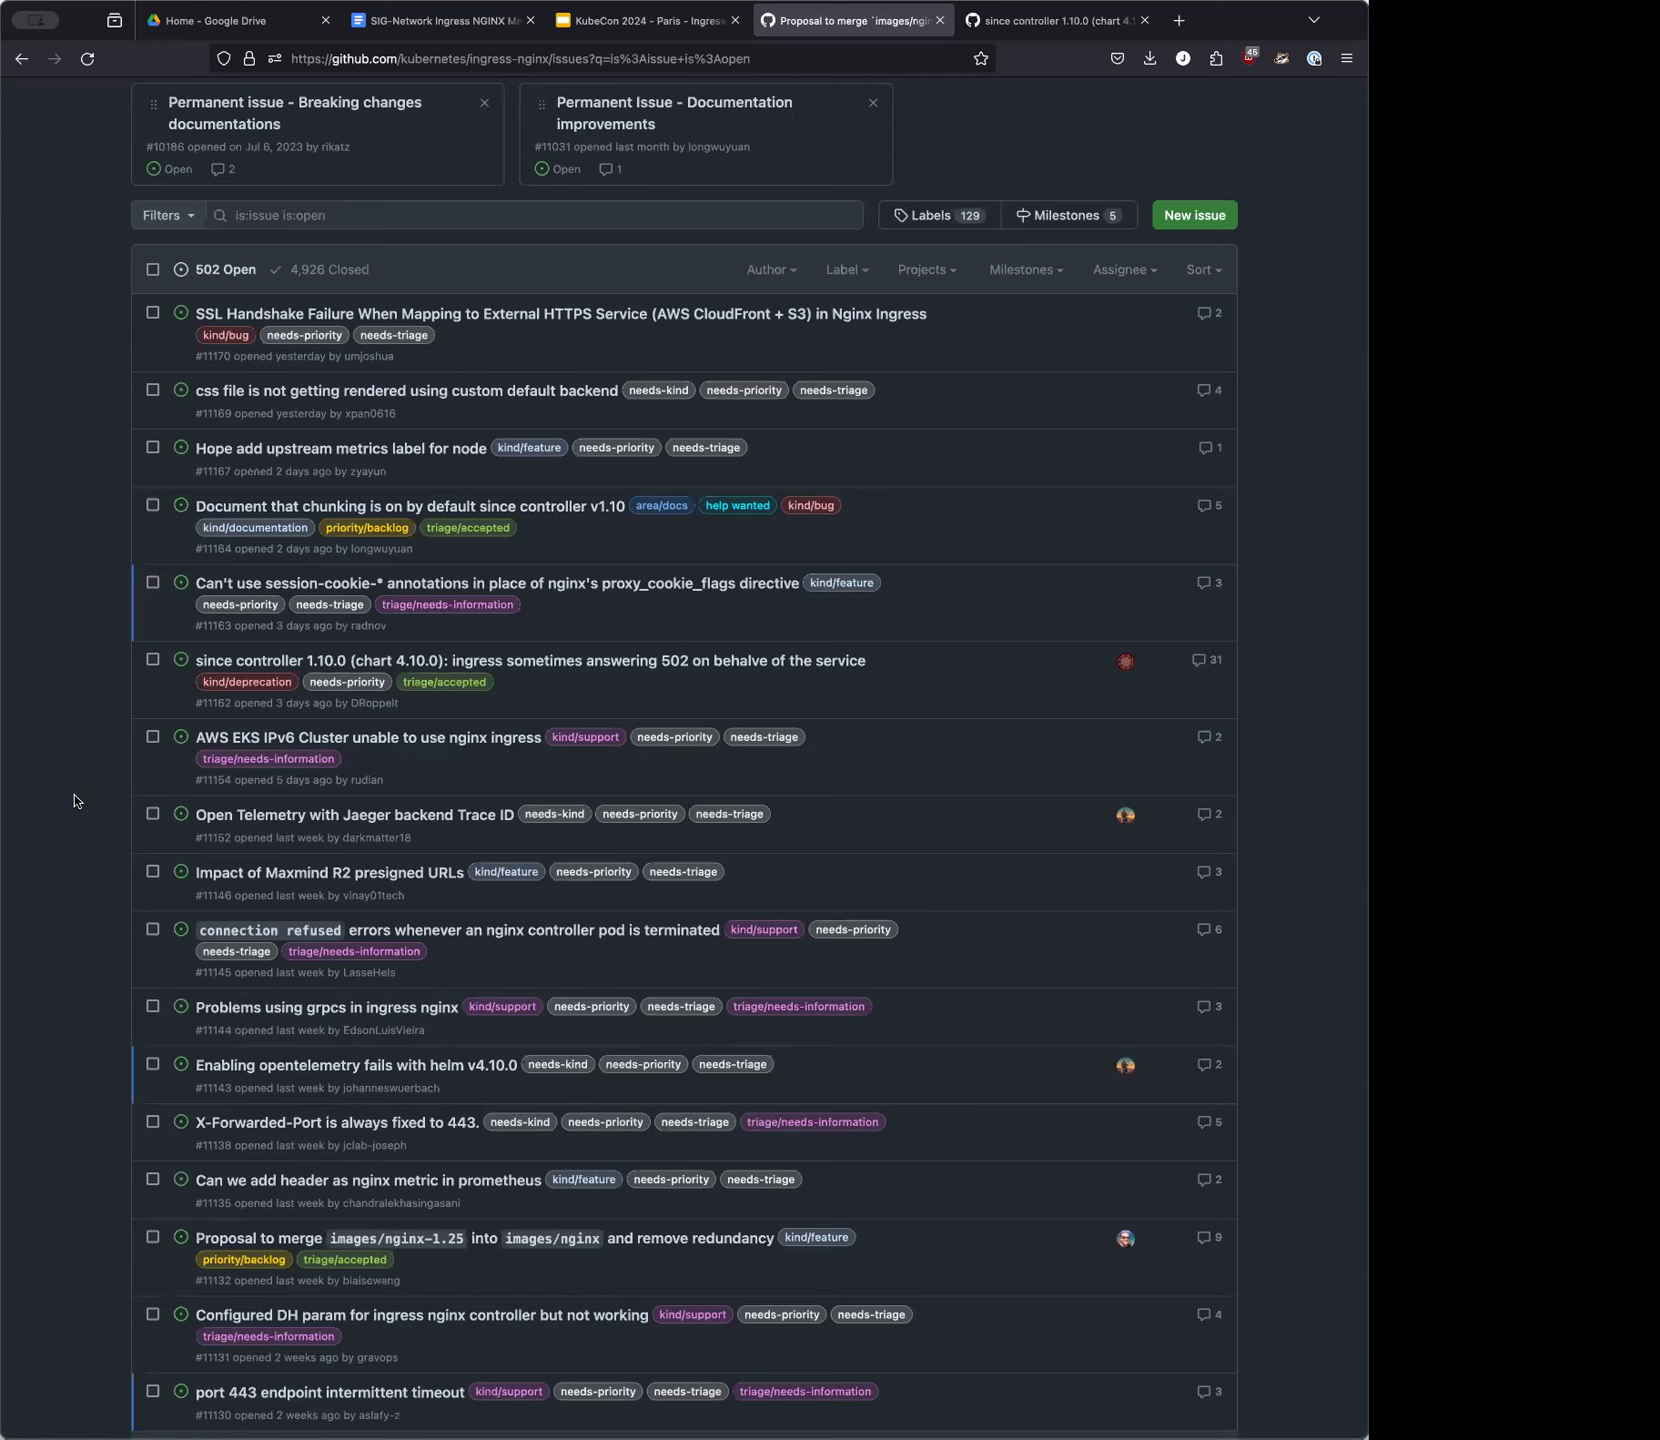 Home - Google Drive
SIG-Network Ingress NGINX Me
KubeCon 2024 - Paris - Ingress
Proposal to merge `images/ngin
since controller 1.10.0 (chart 4.1
https://github.com/kubernetes/ingress-nginx/issues?q=is%3Aissue+is%3Aopen
45
Permanent issue - Breaking changes
documentations
#10186 opened on Jul 6, 2023 by rikatz
Open 2
Permanent Issue - Documentation
improvements
#11031 opened last month by longwuyuan
Open 1
Filters is:issue is:open Labels 129 Milestones 5 New issue
502 Open 4,926 Closed Author Label Projects Milestones Assignee Sort
SSL Handshake Failure When Mapping to External HTTPS Service (AWS CloudFront + S3) in Nginx Ingress 2
kind/bug needs-priority needs-triage
#11170 opened yesterday by umjoshua
css file is not getting rendered using custom default backend needs-kind needs-priority needs-triage 4
#11169 opened yesterday by xpan0616
Hope add upstream metrics label for node kind/feature needs-priority needs-triage 1
#11167 opened 2 days ago by zyayun
Document that chunking is on by default since controller v1.10 area/docs help wanted kind/bug 5
kind/documentation priority/backlog triage/accepted
#11164 opened 2 days ago by longwuyuan
Can't use session-cookie-* annotations in place of nginx's proxy_cookie_flags directive kind/feature 3
needs-priority needs-triage triage/needs-information
#11163 opened 3 days ago by radnov
since controller 1.10.0 (chart 4.10.0): ingress sometimes answering 502 on behalve of the service 31
kind/deprecation needs-priority triage/accepted
#11162 opened 3 days ago by DRoppelt
AWS EKS IPv6 Cluster unable to use nginx ingress kind/support needs-priority needs-triage 2
triage/needs-information
#11154 opened 5 days ago by rudian
Open Telemetry with Jaeger backend Trace ID needs-kind needs-priority needs-triage 2
#11152 opened last week by darkmatter18
Impact of Maxmind R2 presigned URLs kind/feature needs-priority needs-triage 3
#11146 opened last week by vinay01tech
connection refused errors whenever an nginx controller pod is terminated kind/support needs-priority 6
needs-triage triage/needs-information
#11145 opened last week by LasseHels
Problems using grpcs in ingress nginx kind/support needs-priority needs-triage triage/needs-information 3
#11144 opened last week by EdsonLuisVieira
Enabling opentelemetry fails with helm v4.10.0 needs-kind needs-priority needs-triage 2
#11143 opened last week by johanneswuerbach
X-Forwarded-Port is always fixed to 443. needs-kind needs-priority needs-triage triage/needs-information 5
#11138 opened last week by jclab-joseph
Can we add header as nginx metric in prometheus kind/feature needs-priority needs-triage 2
#11135 opened last week by chandralekhasingasani
Proposal to merge images/nginx-1.25 into images/nginx and remove redundancy kind/feature 9
priority/backlog triage/accepted
#11132 opened last week by blaisewang
Configured DH param for ingress nginx controller but not working kind/support needs-priority needs-triage 4
triage/needs-information
#11131 opened 2 weeks ago by gravops
port 443 endpoint intermittent timeout kind/support needs-priority needs-triage triage/needs-information 3
#11130 opened 2 weeks ago by aslafy-z